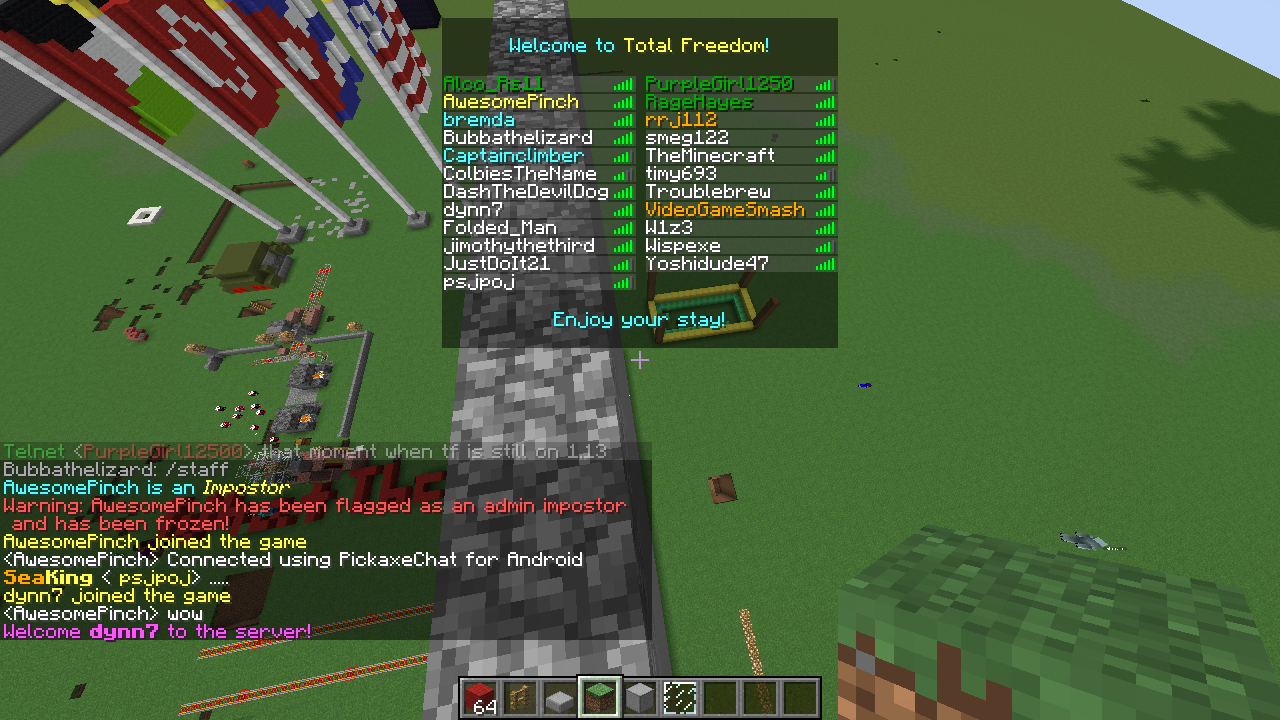 Welcome to Total Freedom!
Alco_Rs11 PurpleGirl1250
AwesomePinch RageHayes
bremda rrj112
Bubbathelizard smeg122
Captainclimber TheMinecraft
ColbiesTheName timy693
DashTheDevilDog Troublebrew
dynn7 VideoGameSmash
Folded_Man W1z3
jimothythethird Wispexe
JustDoIt21 Yoshidude47
psjpoj
Enjoy your stay!
Telnet <PurpleGirl12500> that moment when tf is still on 1.13
Bubbathelizard: /staff
AwesomePinch is an Impostor
Warning: AwesomePinch has been flagged as an admin impostor
and has been frozen!
AwesomePinch joined the game
<AwesomePinch> Connected using PickaxeChat for Android
SeaKing < psjpoj> .....
dynn7 joined the game
<AwesomePinch> wow
Welcome dynn7 to the server!
64